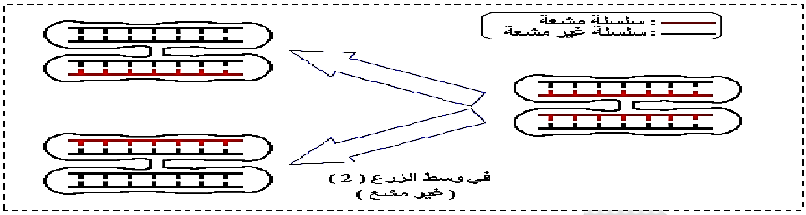 : سلسلة مشعة
: سلسلة غير مشعة
في وسط الزرع ( 2 )
( غير مشع )